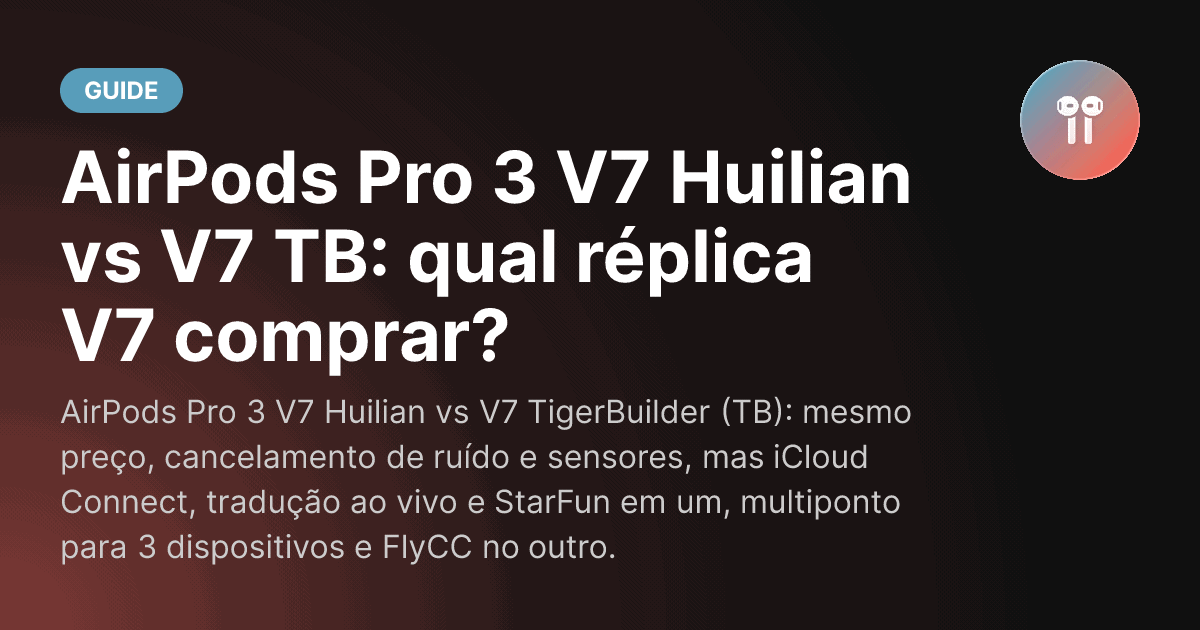 GUIDE
AirPods Pro 3 V7 Huilian
vs V7 TB: qual réplica
V7 comprar?
AirPods Pro 3 V7 Huilian vs V7 TigerBuilder (TB): mesmo
preço, cancelamento de ruído e sensores, mas iCloud
Connect, tradução ao vivo e StarFun em um, multiponto
para 3 dispositivos e FlyCC no outro.